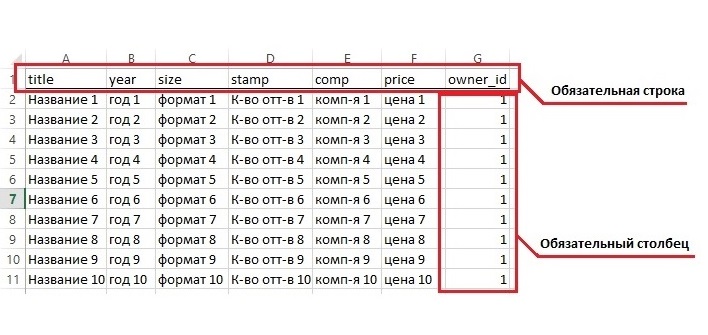 A B C D E F G
1 title year size stamp comp price owner_id
Обязательная строка
2 Название 1 год 1 формат 1 К-во отт-в 1 комп-я 1 цена 1 1
3 Название 2 год 2 формат 2 К-во отт-в 2 комп-я 2 цена 2 1
4 Название 3 год 3 формат 3 К-во отт-в 3 комп-я 3 цена 3 1
5 Название 4 год 4 формат 4 К-во отт-в 4 комп-я 4 цена 4 1
6 Название 5 год 5 формат 5 К-во отт-в 5 комп-я 5 цена 5 1
7 Название 6 год 6 формат 6 К-во отт-в 6 комп-я 6 цена 6 1
8 Название 7 год 7 формат 7 К-во отт-в 7 комп-я 7 цена 7 1
9 Название 8 год 8 формат 8 К-во отт-в 8 комп-я 8 цена 8 1
Обязательный столбец
10 Название 9 год 9 формат 9 К-во отт-в 9 комп-я 9 цена 9 1
11 Название 10 год 10 формат 10 К-во отт-в 10 комп-я 10 цена 10 1